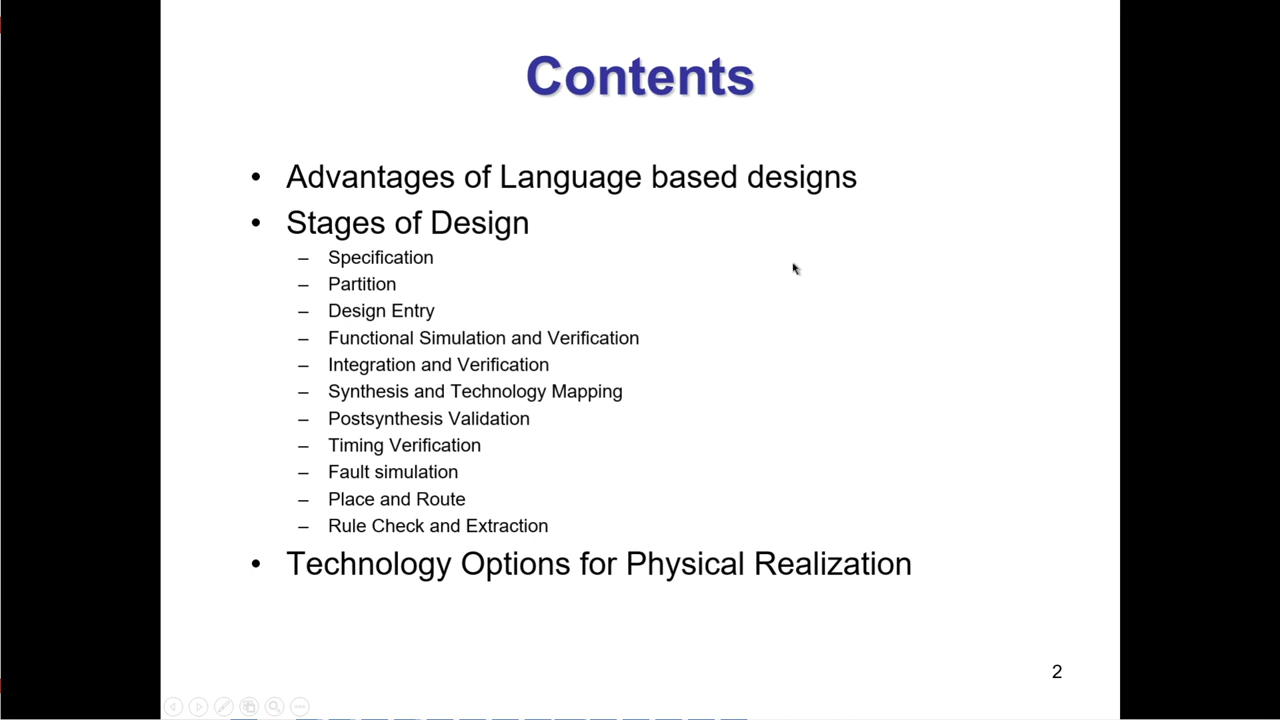 Contents
• Advantages of Language based designs
• Stages of Design
– Specification
– Partition
– Design Entry
– Functional Simulation and Verification
– Integration and Verification
– Synthesis and Technology Mapping
– Postsynthesis Validation
– Timing Verification
– Fault simulation
– Place and Route
– Rule Check and Extraction
• Technology Options for Physical Realization
2